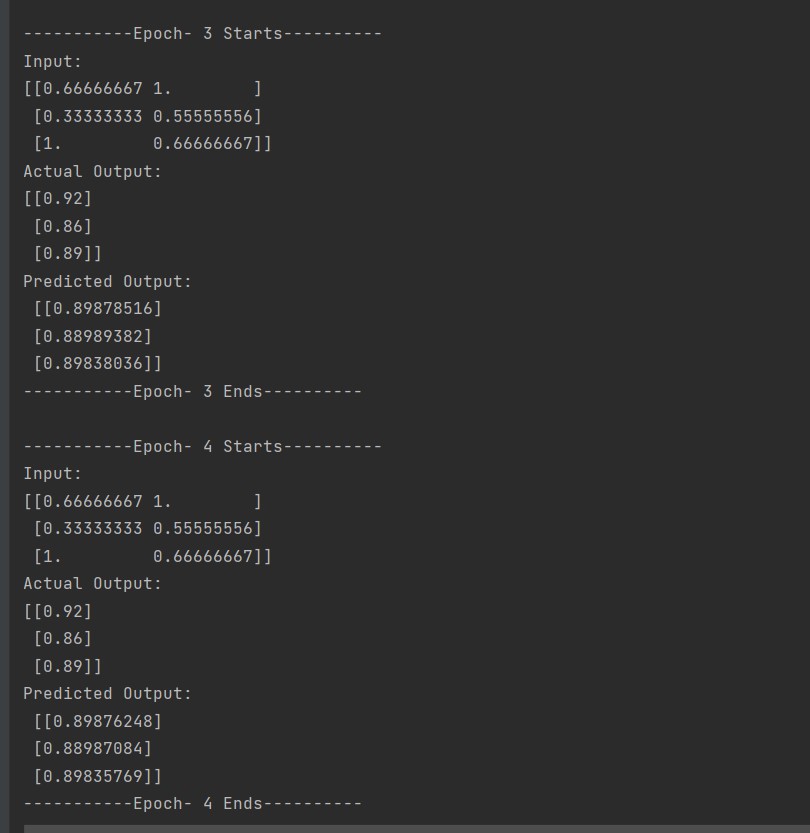 -----------Epoch- 3 Starts----------
Input:
[[0.66666667 1.        ]
 [0.33333333 0.55555556]
 [1.         0.66666667]]
Actual Output:
[[0.92]
 [0.86]
 [0.89]]
Predicted Output:
 [[0.89878516]
 [0.88989382]
 [0.89838036]]
-----------Epoch- 3 Ends----------

-----------Epoch- 4 Starts----------
Input:
[[0.66666667 1.        ]
 [0.33333333 0.55555556]
 [1.         0.66666667]]
Actual Output:
[[0.92]
 [0.86]
 [0.89]]
Predicted Output:
 [[0.89876248]
 [0.88987084]
 [0.89835769]]
-----------Epoch- 4 Ends----------